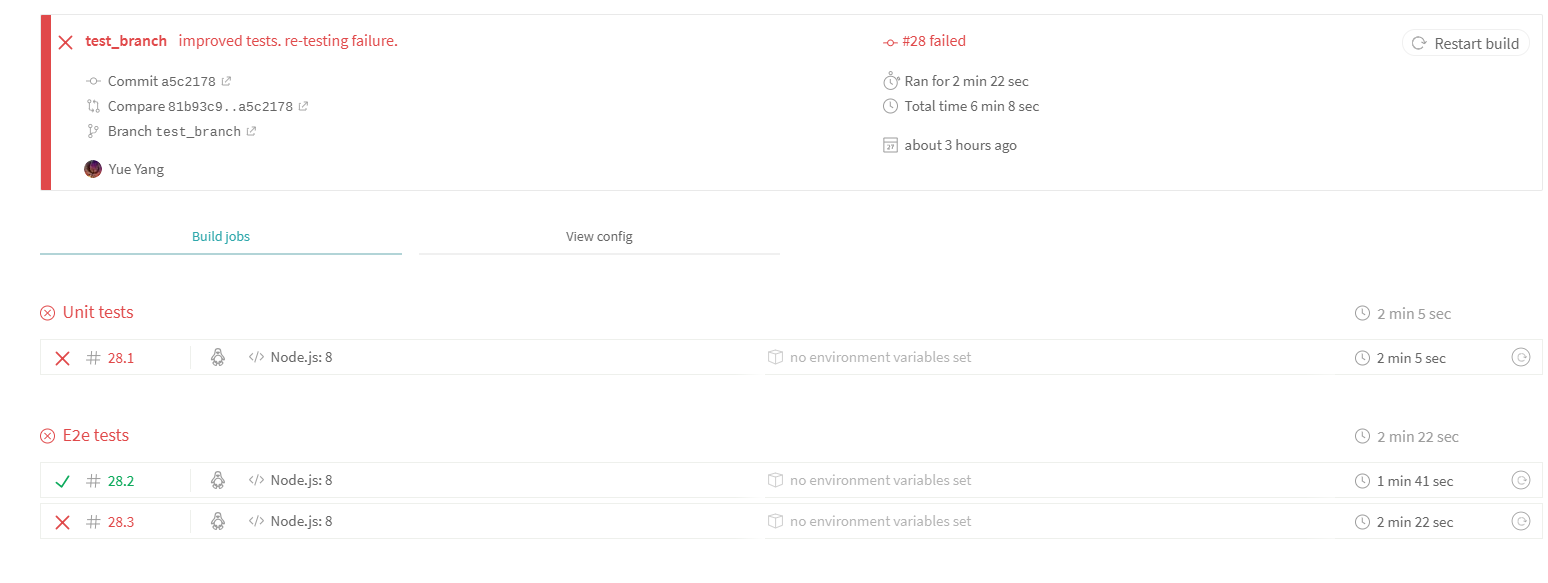 test_branch improved tests. re-testing failure.
#28 failed
Restart build
Commit a5c2178
Ran for 2 min 22 sec
Compare 81b93c9..a5c2178
Total time 6 min 8 sec
Branch test_branch
27 about 3 hours ago
Yue Yang
Build jobs
View config
Unit tests
2 min 5 sec
# 28.1
</> Node.js: 8
no environment variables set
2 min 5 sec
E2e tests
2 min 22 sec
# 28.2
</> Node.js: 8
no environment variables set
1 min 41 sec
# 28.3
</> Node.js: 8
no environment variables set
2 min 22 sec